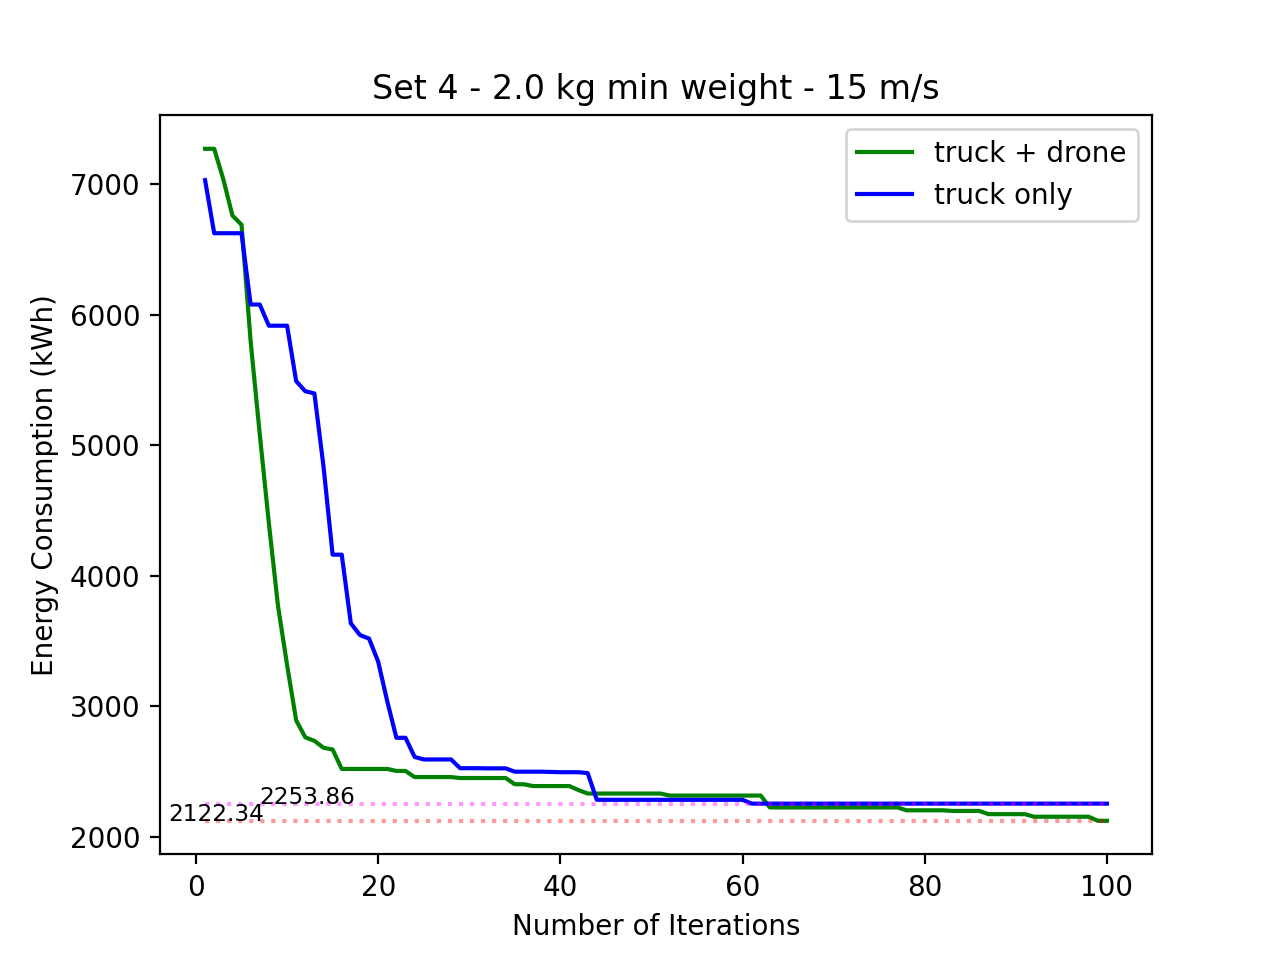 Set 4 - 2.0 kg min weight - 15 m/s
truck + drone
truck only
7000
6000
5000
4000
3000
2000
Energy Consumption (kWh)
2253.86
2122.34
0
20
40
60
80
100
Number of Iterations